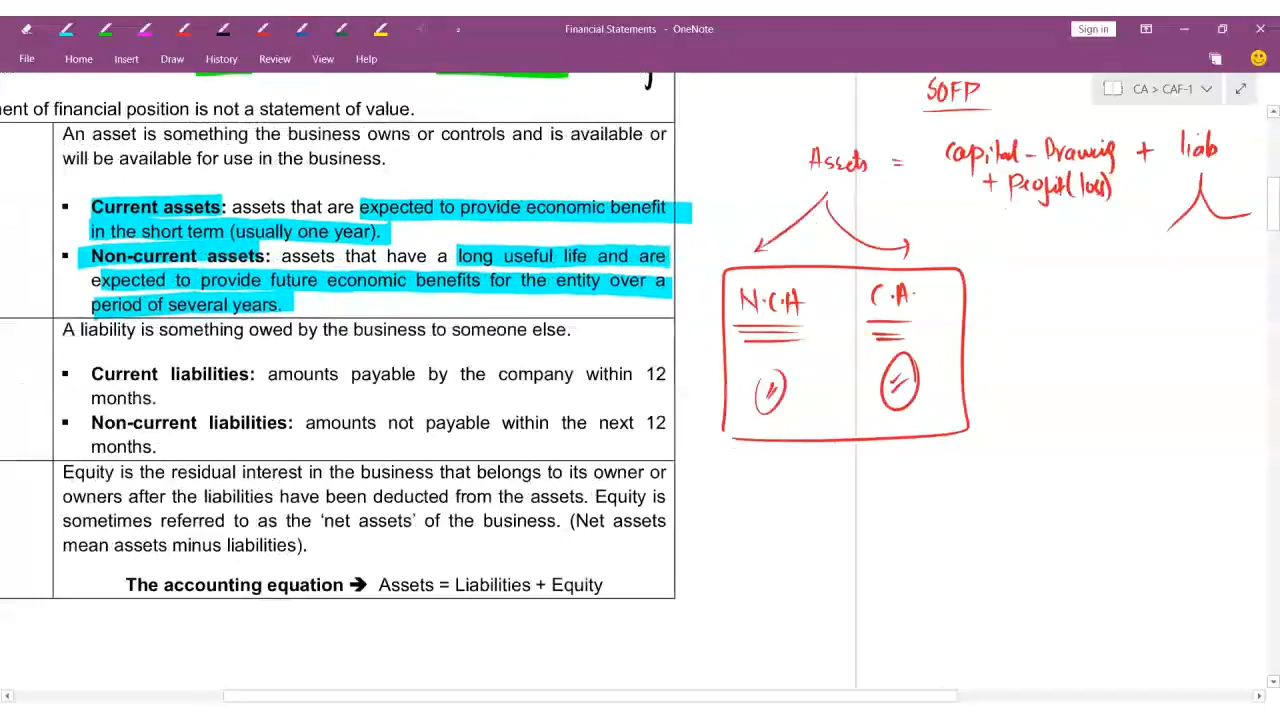 Financial Statements - OneNote
Sign in
File Home Insert Draw History Review View Help
CA > CAF-1
ment of financial position is not a statement of value.
An asset is something the business owns or controls and is available or
will be available for use in the business.
▪ Current assets: assets that are expected to provide economic benefit
in the short term (usually one year).
▪ Non-current assets: assets that have a long useful life and are
expected to provide future economic benefits for the entity over a
period of several years.
A liability is something owed by the business to someone else.
▪ Current liabilities: amounts payable by the company within 12
months.
▪ Non-current liabilities: amounts not payable within the next 12
months.
Equity is the residual interest in the business that belongs to its owner or
owners after the liabilities have been deducted from the assets. Equity is
sometimes referred to as the ‘net assets’ of the business. (Net assets
mean assets minus liabilities).
The accounting equation ➔ Assets = Liabilities + Equity
SOFP
Assets = capital - Drawing + liab
+ Profit (loss)
N.C.A C.A.